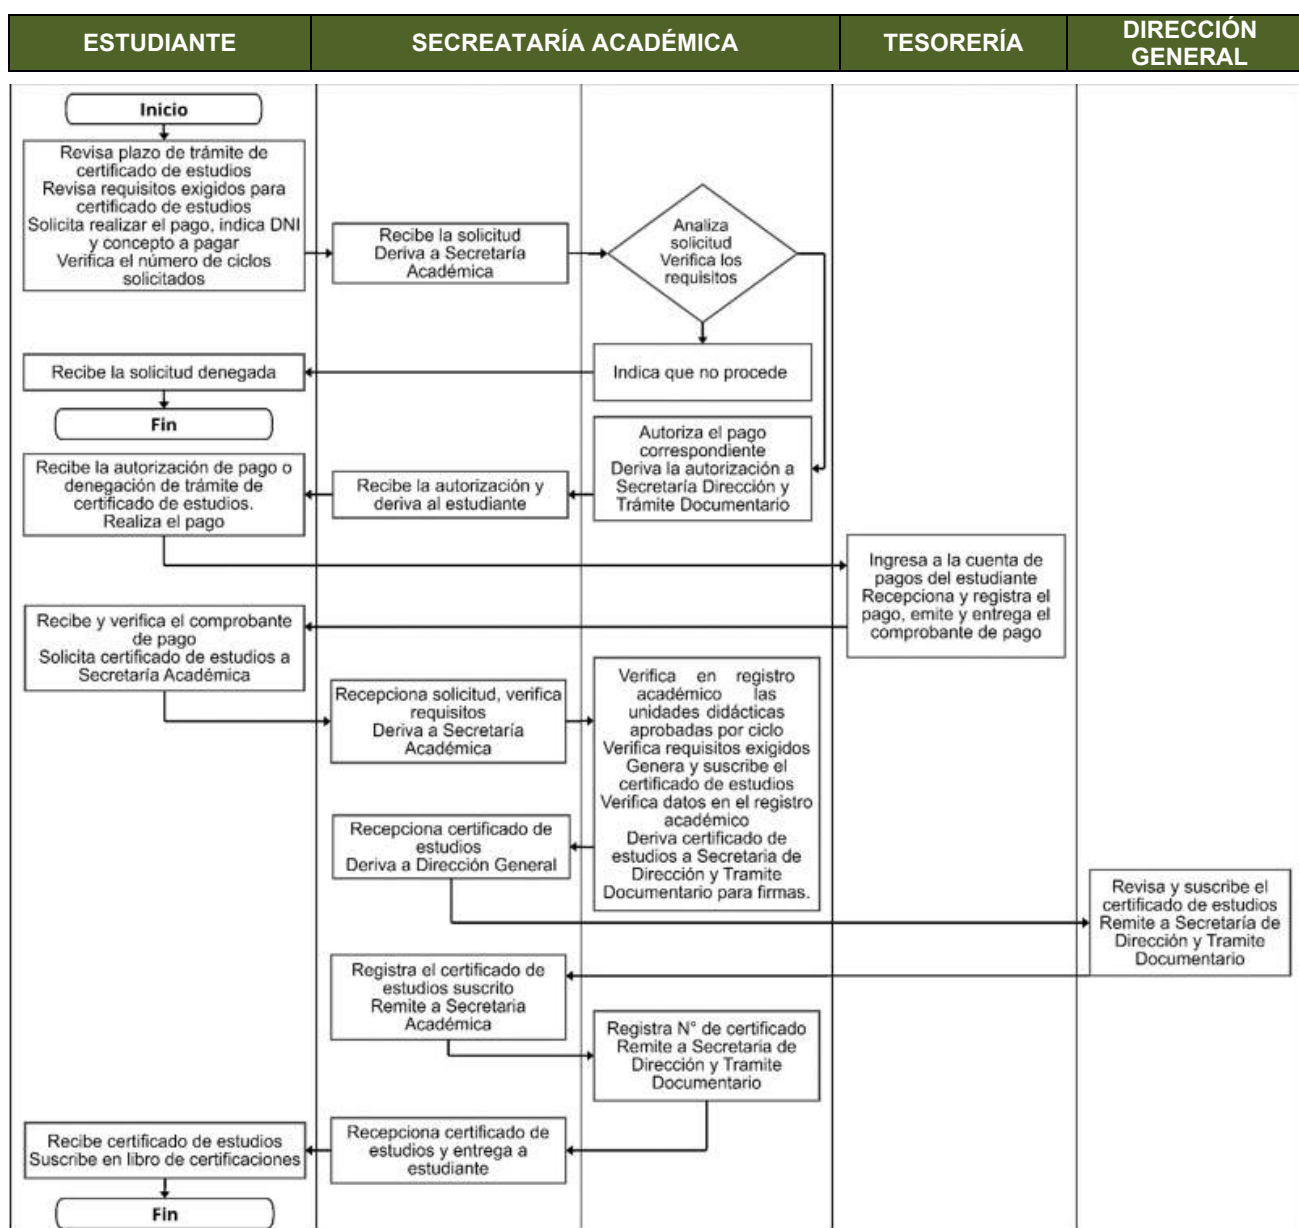 ESTUDIANTE
SECREATARÍA ACADÉMICA
TESORERÍA
DIRECCIÓN
GENERAL
Inicio
Revisa plazo de trámite de
certificado de estudios
Revisa requisitos exigidos para
certificado de estudios
Solicita realizar el pago, indica DNI
y concepto a pagar
Verifica el número de ciclos
solicitados
Recibe la solicitud
Deriva a Secretaría
Académica
Analiza
solicitud
Verifica los
requisitos
Indica que no procede
Recibe la solicitud denegada
Fin
Autoriza el pago
correspondiente
Deriva la autorización a
Secretaría Dirección y
Trámite Documentario
Recibe la autorización y
deriva al estudiante
Recibe la autorización de pago o
denegación de trámite de
certificado de estudios.
Realiza el pago
Ingresa a la cuenta de
pagos del estudiante
Recepciona y registra el
pago, emite y entrega el
comprobante de pago
Recibe y verifica el comprobante
de pago
Solicita certificado de estudios a
Secretaría Académica
Recepciona solicitud, verifica
requisitos
Deriva a Secretaría
Académica
Verifica en registro
académico las
unidades didácticas
aprobadas por ciclo
Verifica requisitos exigidos
Genera y suscribe el
certificado de estudios
Verifica datos en el registro
académico
Deriva certificado de
estudios a Secretaria de
Dirección y Tramite
Documentario para firmas.
Recepciona certificado de
estudios
Deriva a Dirección General
Revisa y suscribe el
certificado de estudios
Remite a Secretaría de
Dirección y Tramite
Documentario
Registra el certificado de
estudios suscrito
Remite a Secretaria
Académica
Registra N° de certificado
Remite a Secretaria de
Dirección y Tramite
Documentario
Recepciona certificado de
estudios y entrega a
estudiante
Recibe certificado de estudios
Suscribe en libro de certificaciones
Fin